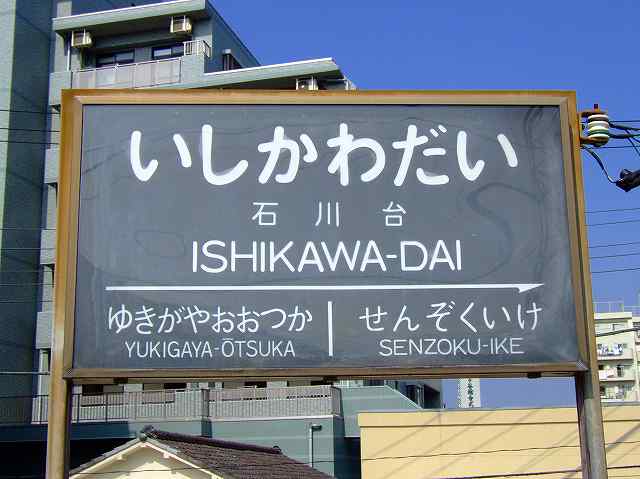 いしかわだい
石川台
ISHIKAWA-DAI
ゆきがやおおつか せんぞくいけ
YUKIGAYA-ŌTSUKA SENZOKU-IKE